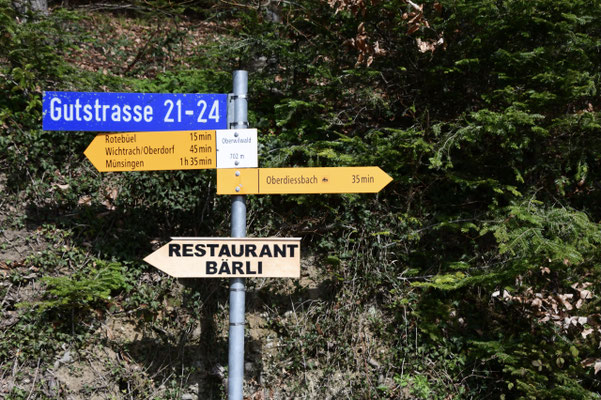 Gutstrasse 21-24
Rotebüel 15 min
Wichtrach/Oberdorf 45 min
Münsingen 1 h 35 min
Oberwilwald
702 m
Oberdiessbach 35 min
RESTAURANT
BÄRLI